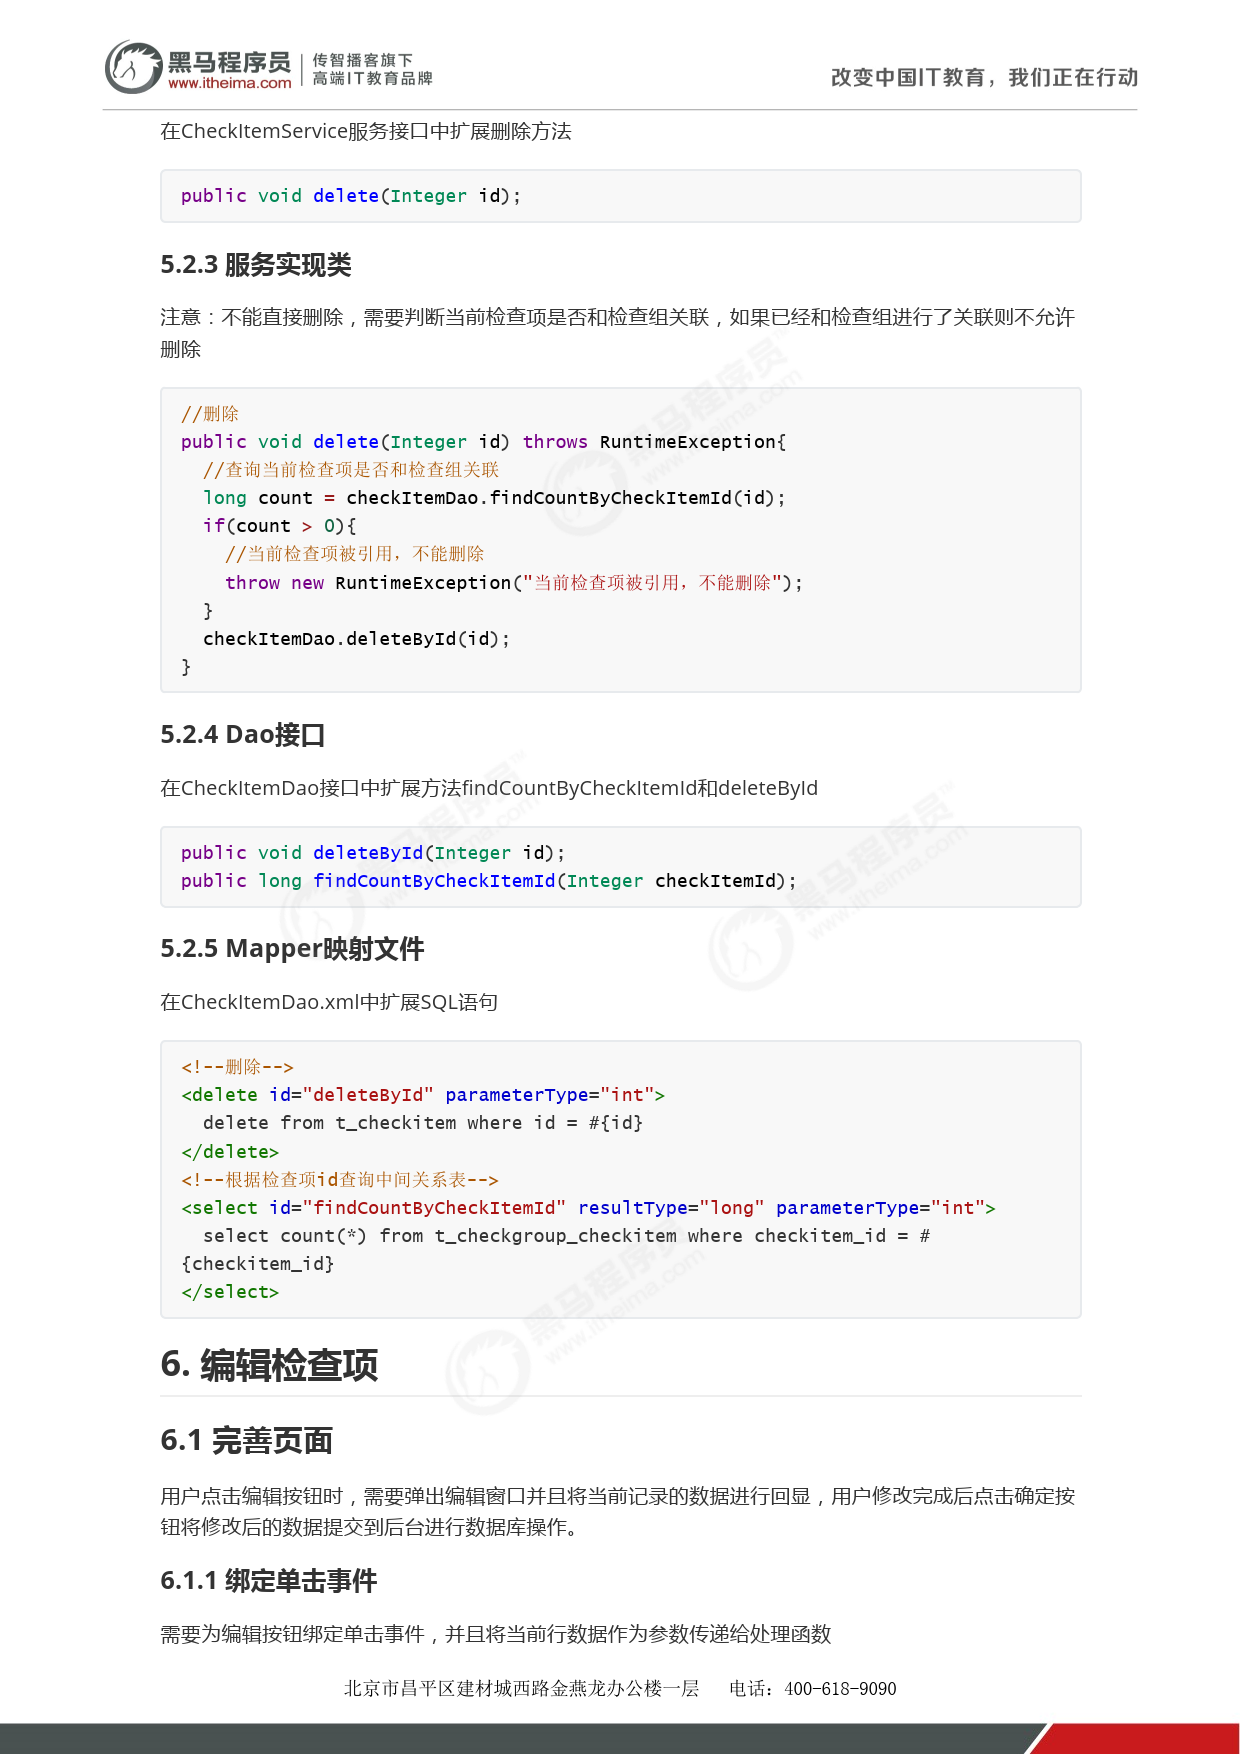 黑马程序员
www.itheima.com
传智播客旗下
高端IT教育品牌
改变中国IT教育，我们正在行动
在CheckItemService服务接口中扩展删除方法
public void delete(Integer id);
5.2.3 服务实现类
注意：不能直接删除，需要判断当前检查项是否和检查组关联，如果已经和检查组进行了关联则不允许
删除
//删除
public void delete(Integer id) throws RuntimeException{
  //查询当前检查项是否和检查组关联
  long count = checkItemDao.findCountByCheckItemId(id);
  if(count > 0){
    //当前检查项被引用，不能删除
    throw new RuntimeException("当前检查项被引用，不能删除");
  }
  checkItemDao.deleteById(id);
}
5.2.4 Dao接口
在CheckItemDao接口中扩展方法findCountByCheckItemId和deleteById
public void deleteById(Integer id);
public long findCountByCheckItemId(Integer checkItemId);
5.2.5 Mapper映射文件
在CheckItemDao.xml中扩展SQL语句
<!--删除-->
<delete id="deleteById" parameterType="int">
  delete from t_checkitem where id = #{id}
</delete>
<!--根据检查项id查询中间关系表-->
<select id="findCountByCheckItemId" resultType="long" parameterType="int">
  select count(*) from t_checkgroup_checkitem where checkitem_id = #
{checkitem_id}
</select>
6. 编辑检查项
6.1 完善页面
用户点击编辑按钮时，需要弹出编辑窗口并且将当前记录的数据进行回显，用户修改完成后点击确定按
钮将修改后的数据提交到后台进行数据库操作。
6.1.1 绑定单击事件
需要为编辑按钮绑定单击事件，并且将当前行数据作为参数传递给处理函数
北京市昌平区建材城西路金燕龙办公楼一层 电话：400-618-9090